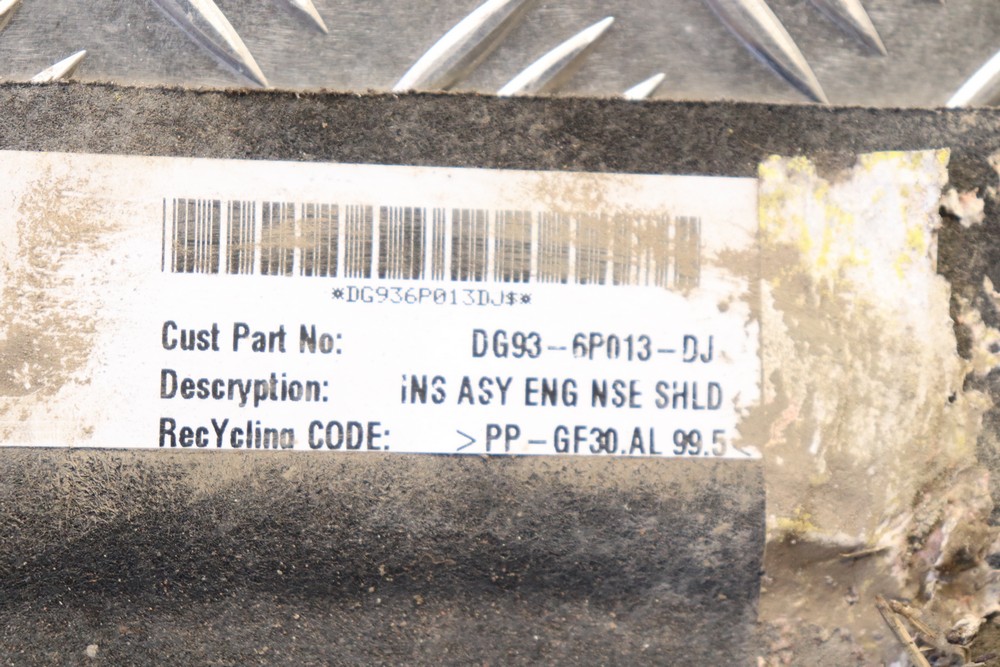 *DG936P013DJ$*
Cust Part No: DG93-6P013-DJ
Descryption: iNS ASY ENG NSE SHLD
RecYcling CODE: >PP-GF30.AL 99.5<